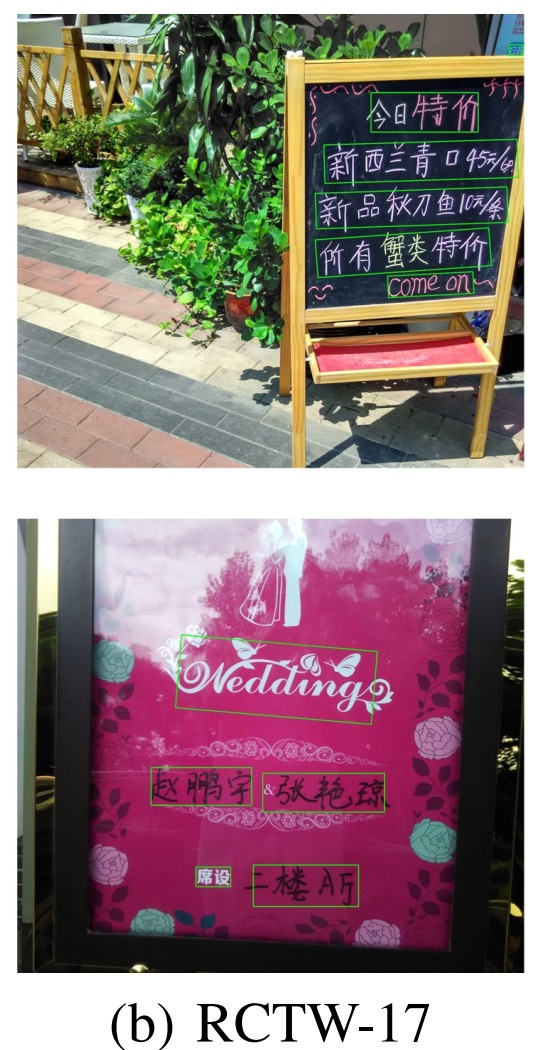 今日特价
新西兰青口 45元/份
新品秋刀鱼10元/条
所有蟹类特价
come on
Wedding
赵鹏宇 & 张艳琼
席设 二楼 A厅
(b) RCTW-17